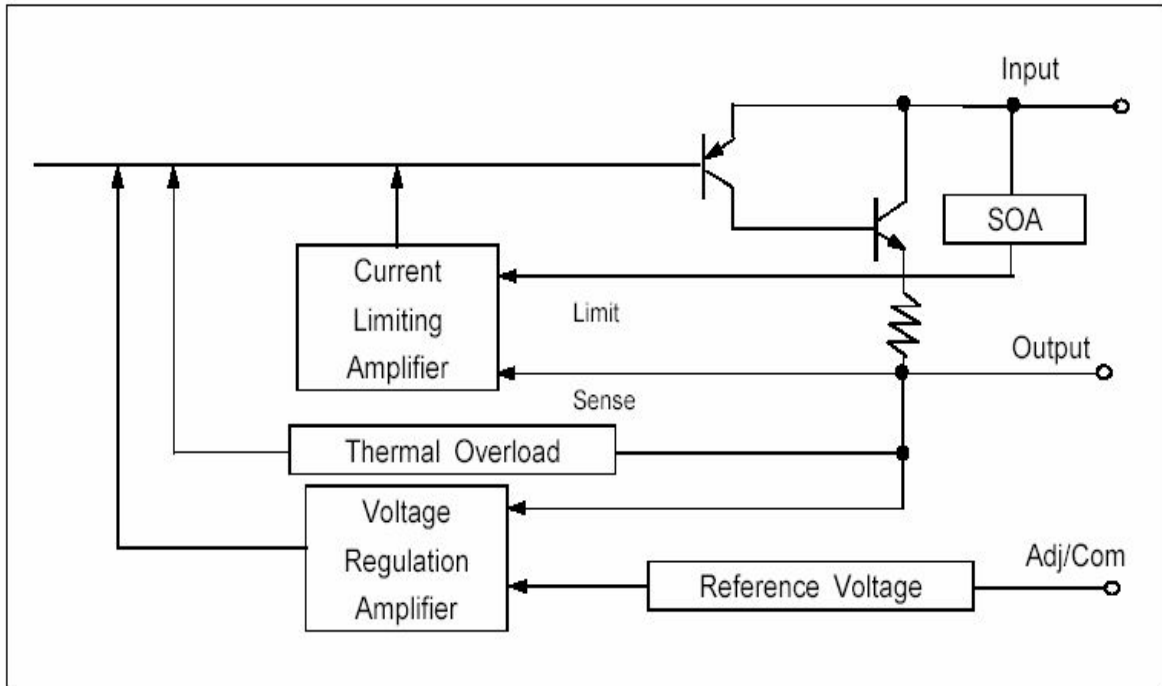 Input
SOA
Current
Limiting
Amplifier
Limit
Output
Sense
Thermal Overload
Voltage
Regulation
Amplifier
Adj/Com
Reference Voltage